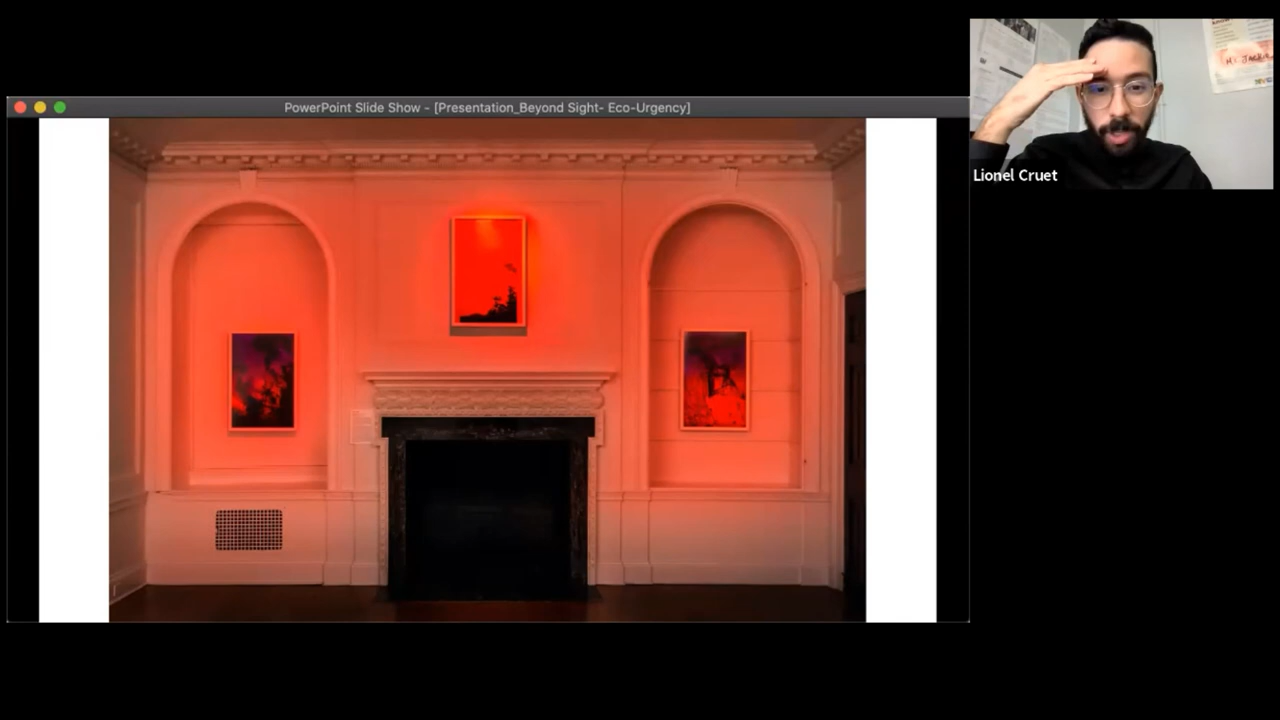 PowerPoint Slide Show - [Presentation_Beyond Sight- Eco-Urgency]
Lionel Cruet